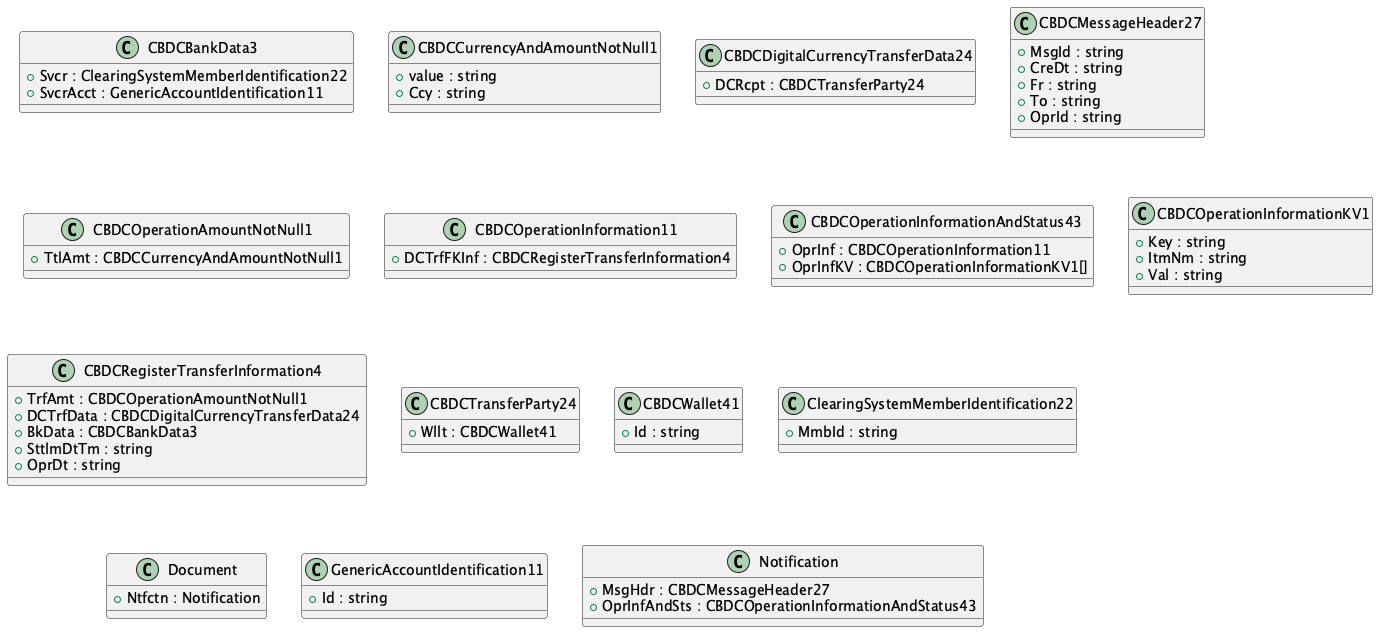 C CBDCBankData3
Svcr : ClearingSystemMemberIdentification22
SvcrAcct : GenericAccountIdentification11
C CBDCCurrencyAndAmountNotNull1
value : string
Ccy : string
C CBDCDigitalCurrencyTransferData24
DCRcpt : CBDCTransferParty24
C CBDCMessageHeader27
MsgId : string
CreDt : string
Fr : string
To : string
OprId : string
C CBDCOperationAmountNotNull1
TtlAmt : CBDCCurrencyAndAmountNotNull1
C CBDCOperationInformation11
DCTrfFKInf : CBDCRegisterTransferInformation4
C CBDCOperationInformationAndStatus43
OprInf : CBDCOperationInformation11
OprInfKV : CBDCOperationInformationKV1[]
C CBDCOperationInformationKV1
Key : string
ItmNm : string
Val : string
C CBDCRegisterTransferInformation4
TrfAmt : CBDCOperationAmountNotNull1
DCTrfData : CBDCDigitalCurrencyTransferData24
BkData : CBDCBankData3
SttlmDtTm : string
OprDt : string
C CBDCTransferParty24
Wllt : CBDCWallet41
C CBDCWallet41
Id : string
C ClearingSystemMemberIdentification22
MmbId : string
C Document
Ntfctn : Notification
C GenericAccountIdentification11
Id : string
C Notification
MsgHdr : CBDCMessageHeader27
OprInfAndSts : CBDCOperationInformationAndStatus43